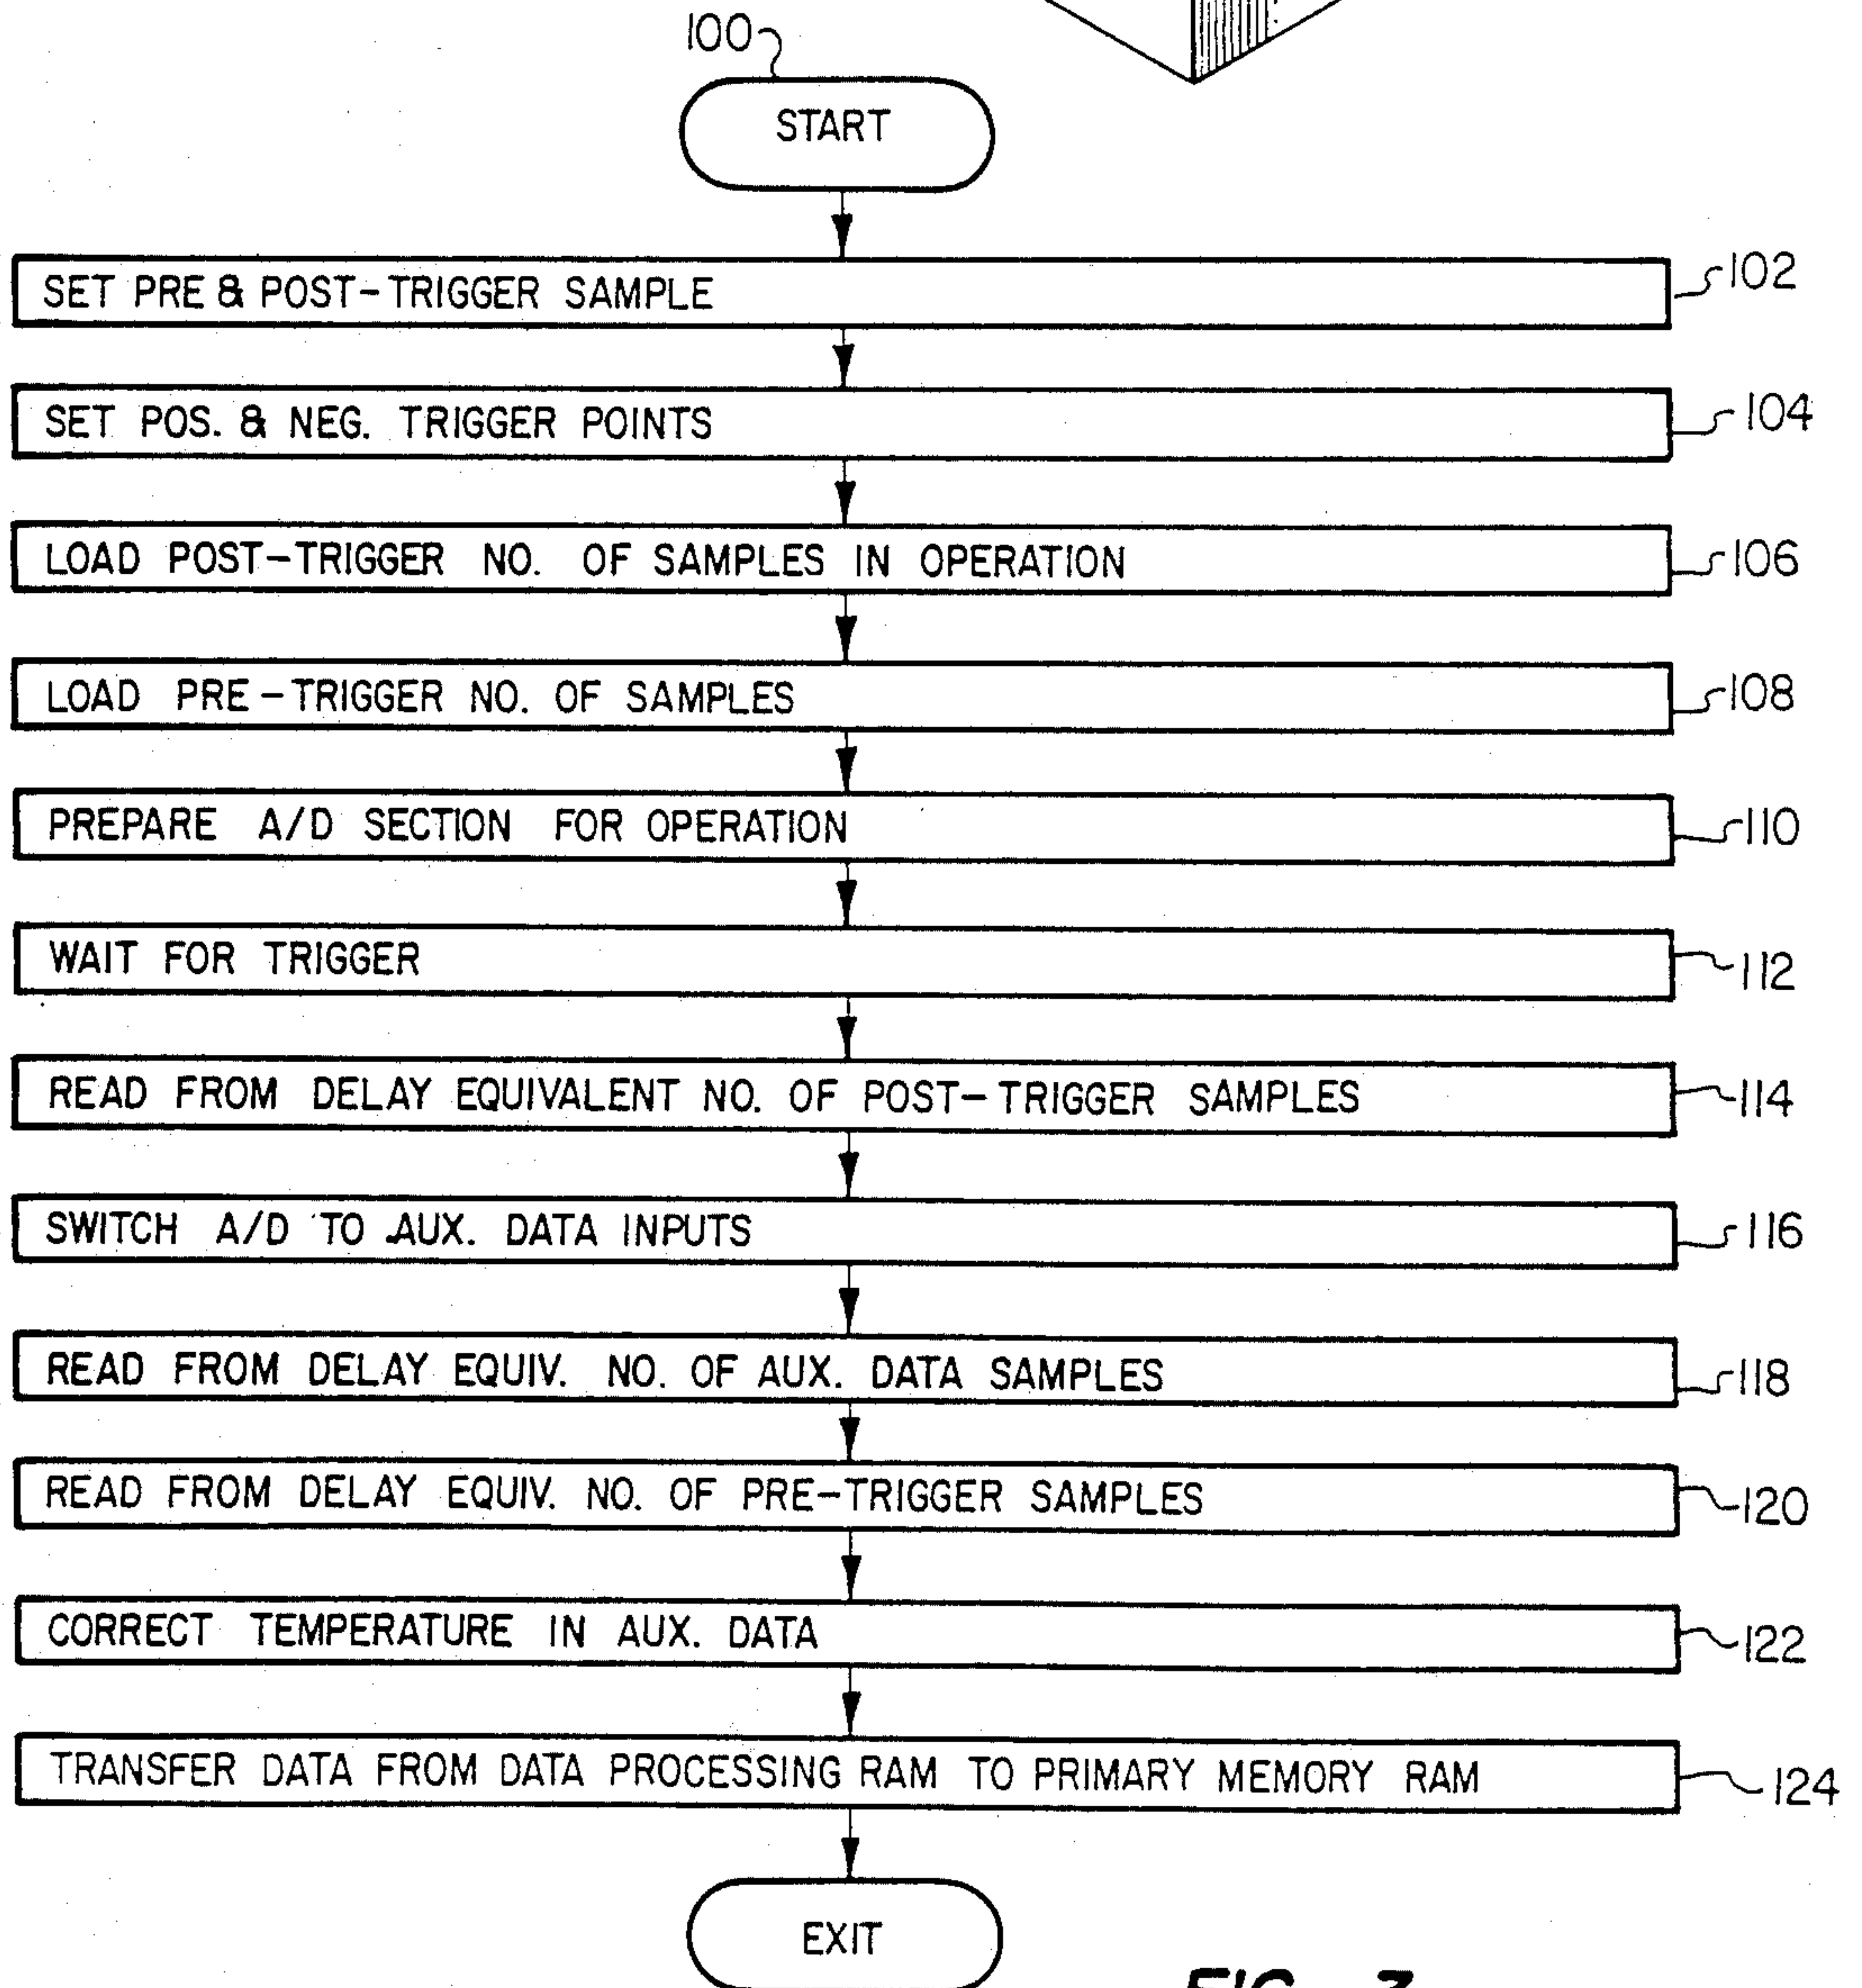 100
START
SET PRE & POST-TRIGGER SAMPLE 102
SET POS. & NEG. TRIGGER POINTS 104
LOAD POST-TRIGGER NO. OF SAMPLES IN OPERATION 106
LOAD PRE-TRIGGER NO. OF SAMPLES 108
PREPARE A/D SECTION FOR OPERATION 110
WAIT FOR TRIGGER 112
READ FROM DELAY EQUIVALENT NO. OF POST-TRIGGER SAMPLES 114
SWITCH A/D TO AUX. DATA INPUTS 116
READ FROM DELAY EQUIV. NO. OF AUX. DATA SAMPLES 118
READ FROM DELAY EQUIV. NO. OF PRE-TRIGGER SAMPLES 120
CORRECT TEMPERATURE IN AUX. DATA 122
TRANSFER DATA FROM DATA PROCESSING RAM TO PRIMARY MEMORY RAM 124
EXIT